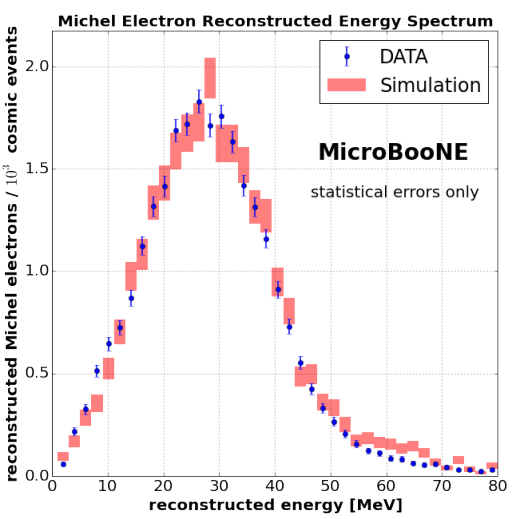 Michel Electron Reconstructed Energy Spectrum
reconstructed Michel electrons / 10³ cosmic events
2.0
1.5
1.0
0.5
0.0
DATA
Simulation
MicroBooNE
statistical errors only
0 10 20 30 40 50 60 70 80
reconstructed energy [MeV]